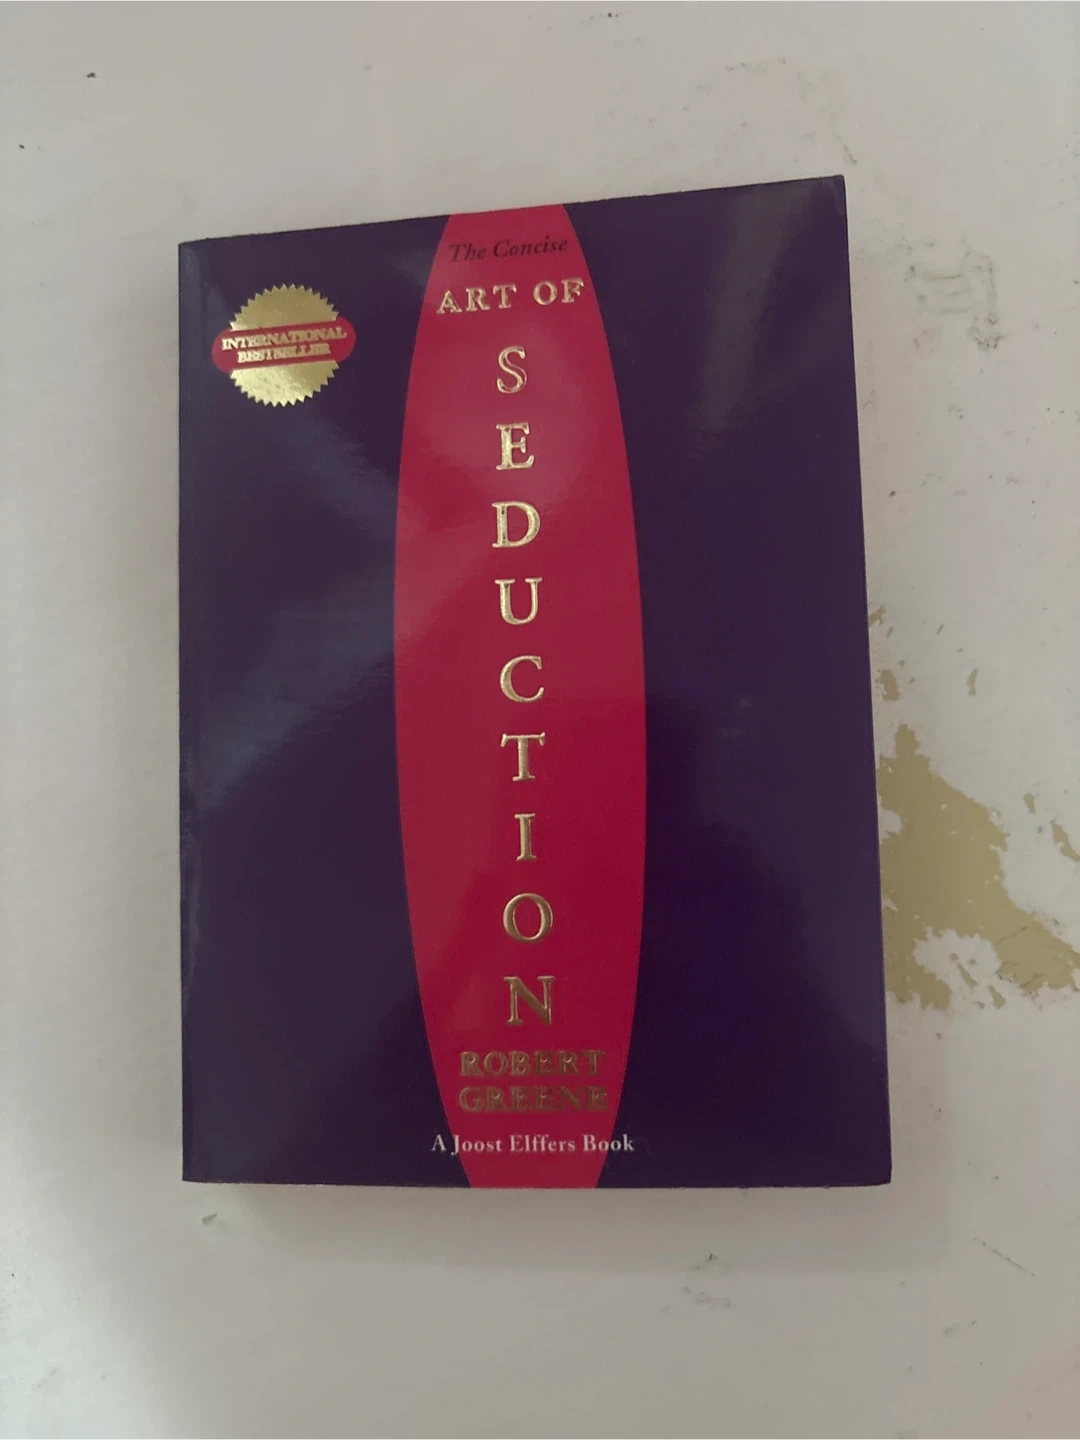 The Concise
ART OF
SEDUCTION
INTERNATIONAL
BESTSELLER
ROBERT
GREENE
A Joost Elffers Book